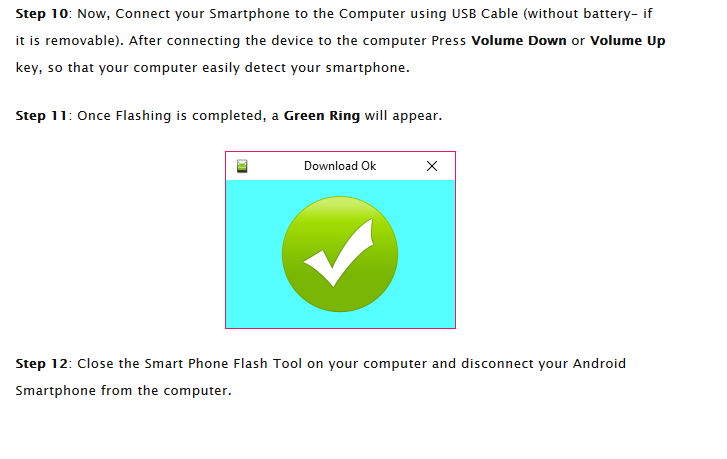 Step 10: Now, Connect your Smartphone to the Computer using USB Cable (without battery- if
it is removable). After connecting the device to the computer Press Volume Down or Volume Up
key, so that your computer easily detect your smartphone.
Step 11: Once Flashing is completed, a Green Ring will appear.
Download Ok
Step 12: Close the Smart Phone Flash Tool on your computer and disconnect your Android
Smartphone from the computer.